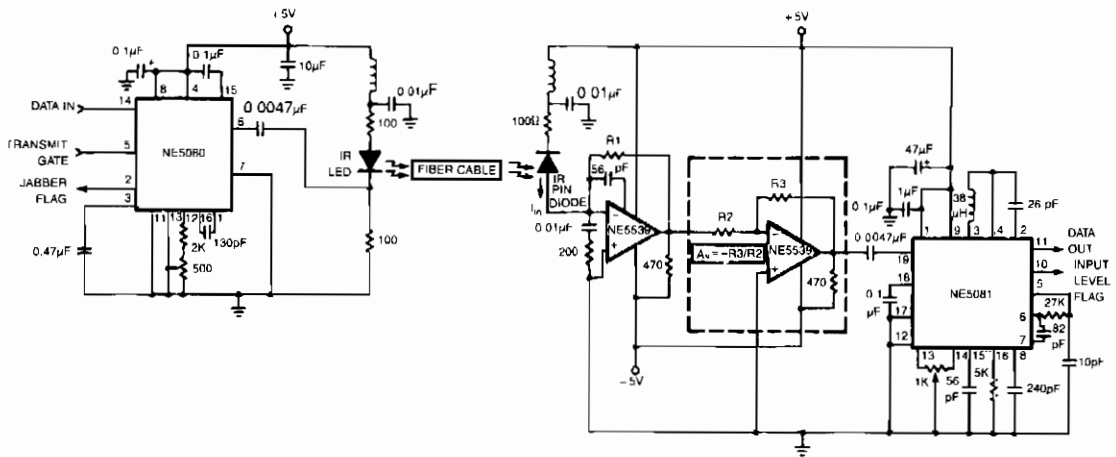 +5V
0.1μF
0.1μF
10μF
8
4
15
DATA IN
14
0.0047μF
6
0.01μF
100
TRANSMIT
GATE
5
NE5080
7
IR
LED
JABBER
FLAG
2
3
11
13
12
16
1
130pF
2K
500
0.47μF
100
FIBER CABLE
+5V
0.01μF
100Ω
IR
PIN
DIODE
Iin
R1
56
pF
0.01μF
200
NE5539
470
R2
R3
Av = –R3/R2
NE5539
470
–5V
0.0047μF
47μF
1μF
0.1μF
38
μH
26 pF
1
9
3
4
2
19
18
0.1
μF
17
12
NE5081
11
DATA
OUT
10
INPUT
LEVEL
FLAG
5
27K
6
82
pF
7
10pF
13
14
15
16
8
1K
56
pF
5K
240pF